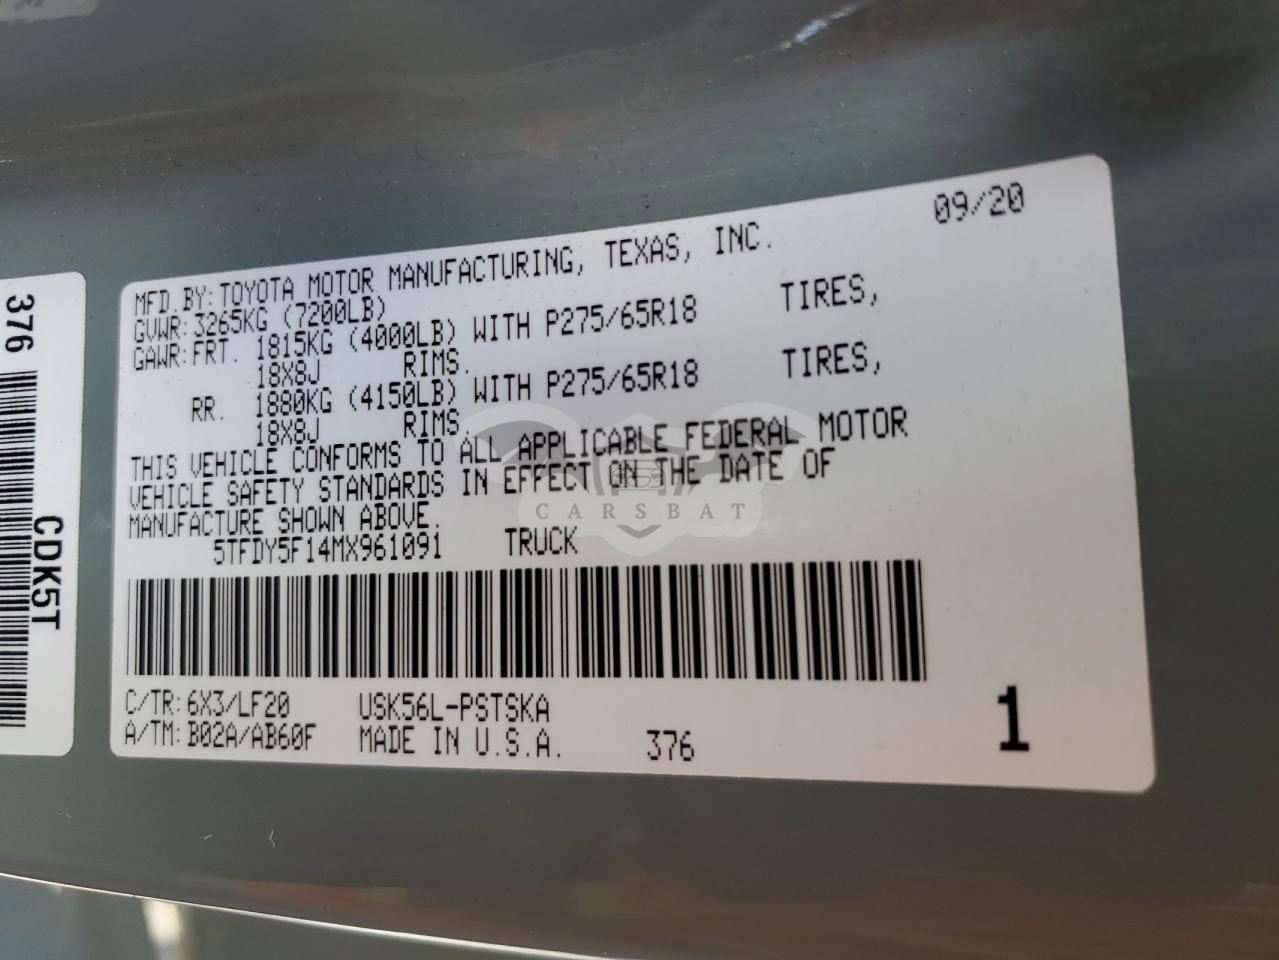 376
CDK5T
09/20
MFD.BY: TOYOTA MOTOR MANUFACTURING, TEXAS, INC.
GVWR: 3265KG (7200LB)
GAWR: FRT. 1815KG (4000LB) WITH P275/65R18 TIRES,
18X8J RIMS.
RR. 1880KG (4150LB) WITH P275/65R18 TIRES,
18X8J RIMS.
THIS VEHICLE CONFORMS TO ALL APPLICABLE FEDERAL MOTOR
VEHICLE SAFETY STANDARDS IN EFFECT ON THE DATE OF
MANUFACTURE SHOWN ABOVE.
5TFDY5F14MX961091 TRUCK
CARSBAT
C/TR: 6X3/LF20 USK56L-PSTSKA
A/TM: B02A/AB60F MADE IN U.S.A. 376
1